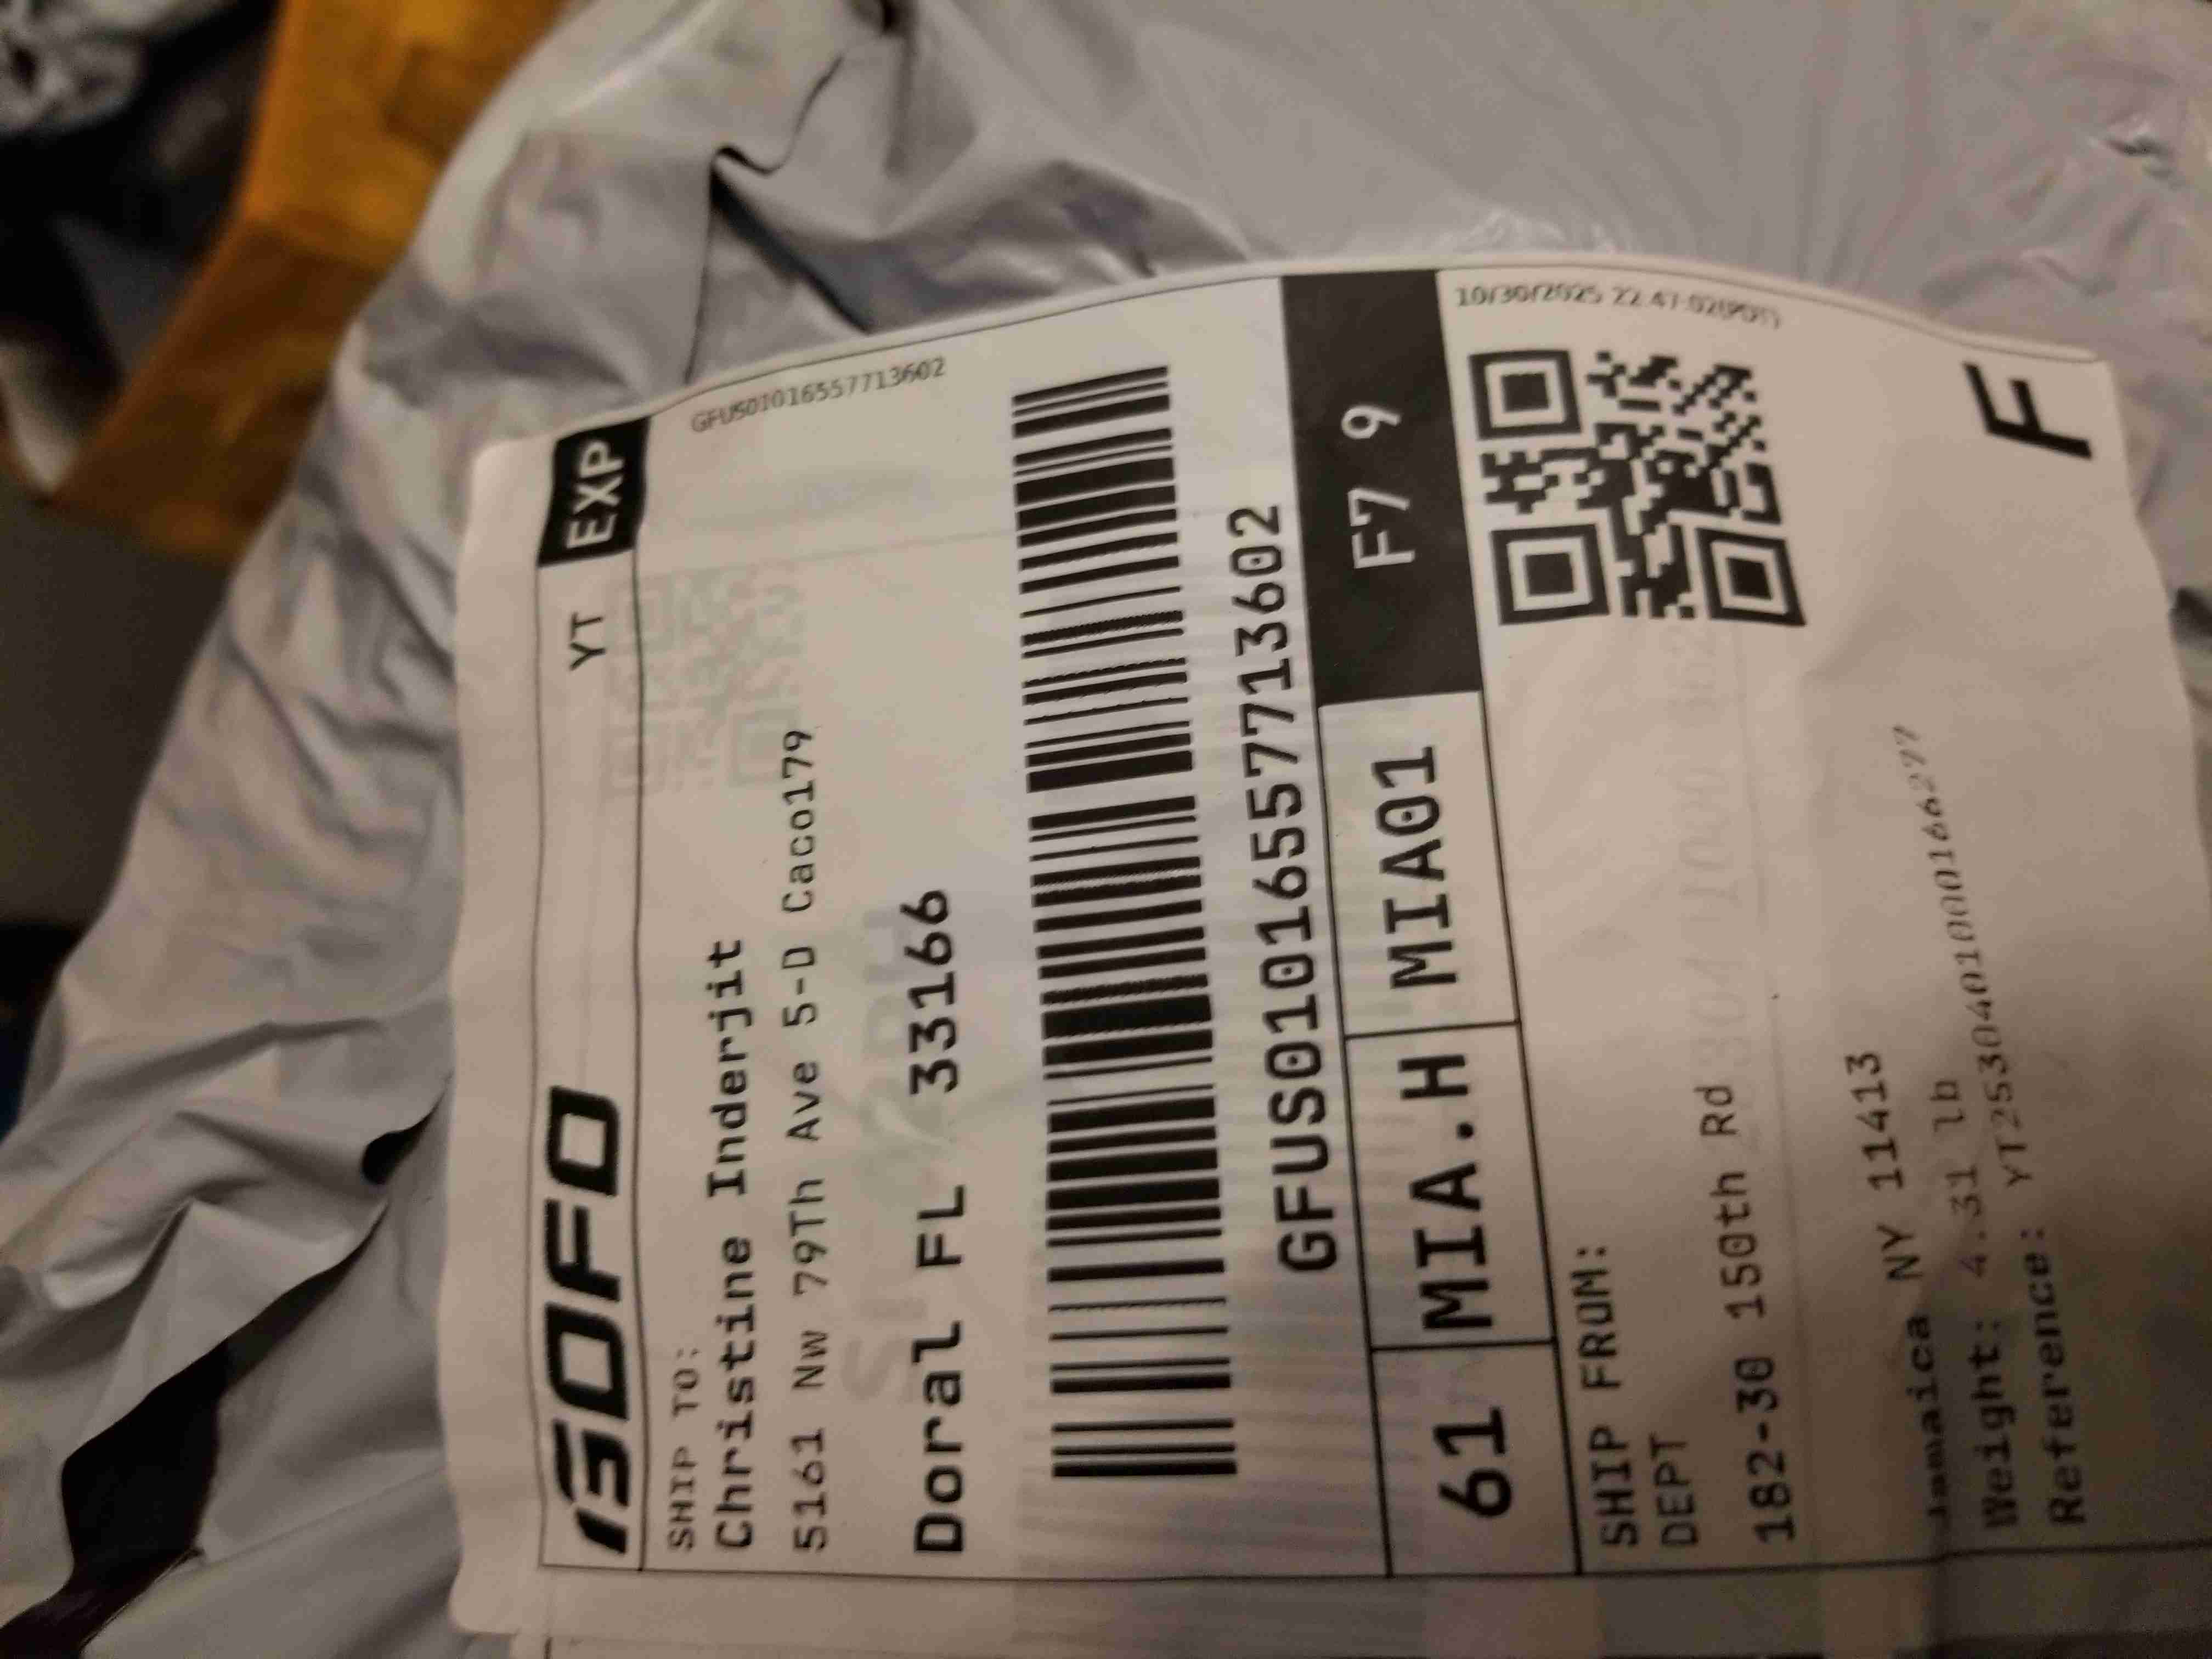 GOFO
YT
EXP
SHIP TO:
Christine Inderjit
5161 Nw 79Th Ave 5-D Caco179
Doral FL 33166
GFUS01016557713602
GFUS01016557713602
61
MIA.H
MIA01
F7 9
SHIP FROM:
DEPT
182-30 150th Rd
Jamaica NY 11413
Weight: 4.31 lb
Reference: YT2530401000016627?
10/30/2025 22:47:02
F